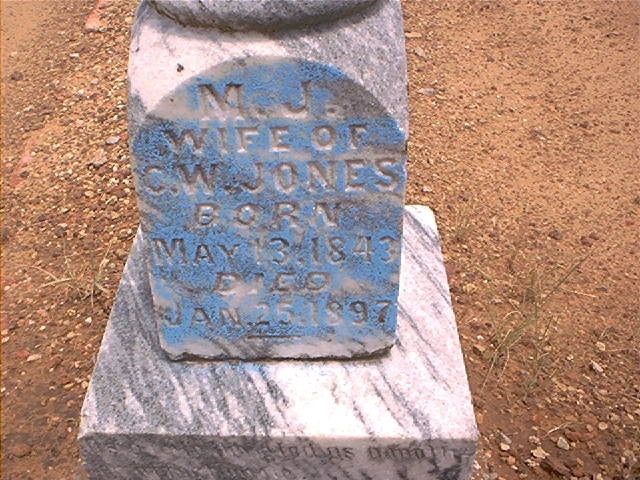 M. J.
WIFE OF
C. W. JONES
BORN
MAY 13, 1843
DIED
JAN. 25, 1897